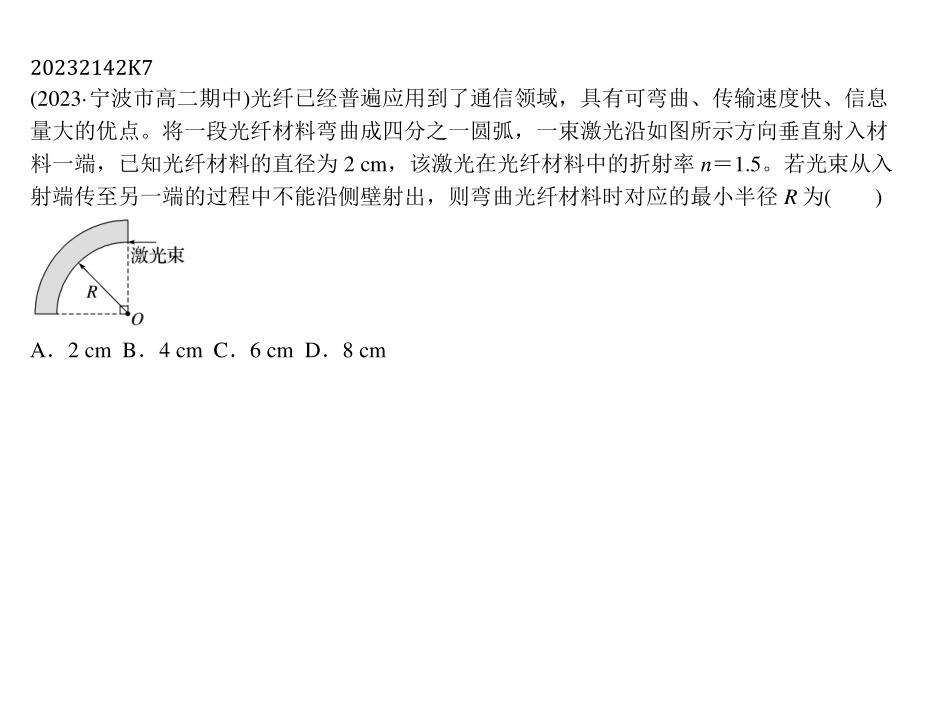 20232142K7
(2023·宁波市高二期中)光纤已经普遍应用到了通信领域，具有可弯曲、传输速度快、信息
量大的优点。将一段光纤材料弯曲成四分之一圆弧，一束激光沿如图所示方向垂直射入材
料一端，已知光纤材料的直径为 2 cm，该激光在光纤材料中的折射率 n＝1.5。若光束从入
射端传至另一端的过程中不能沿侧壁射出，则弯曲光纤材料时对应的最小半径 R 为(　　)
激光束
R
O
A．2 cm B．4 cm C．6 cm D．8 cm